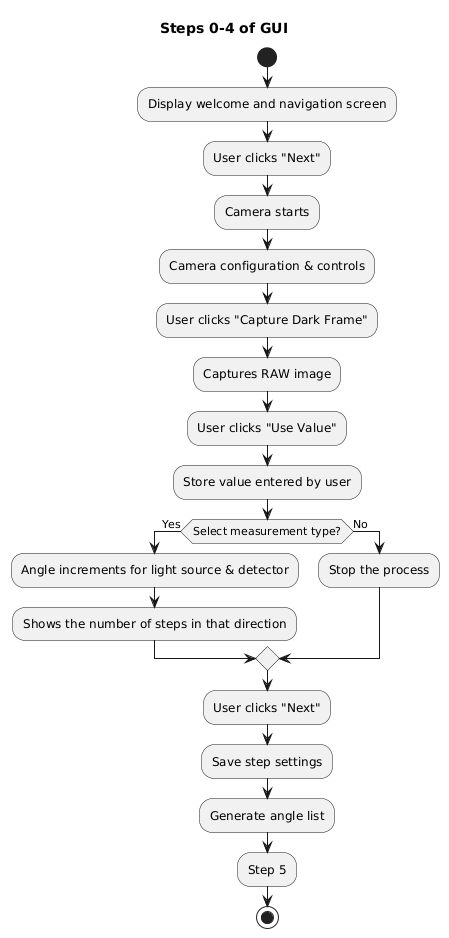 Steps 0-4 of GUI
Display welcome and navigation screen
User clicks "Next"
Camera starts
Camera configuration & controls
User clicks "Capture Dark Frame"
Captures RAW image
User clicks "Use Value"
Store value entered by user
Yes
Select measurement type?
No
Angle increments for light source & detector
Stop the process
Shows the number of steps in that direction
User clicks "Next"
Save step settings
Generate angle list
Step 5